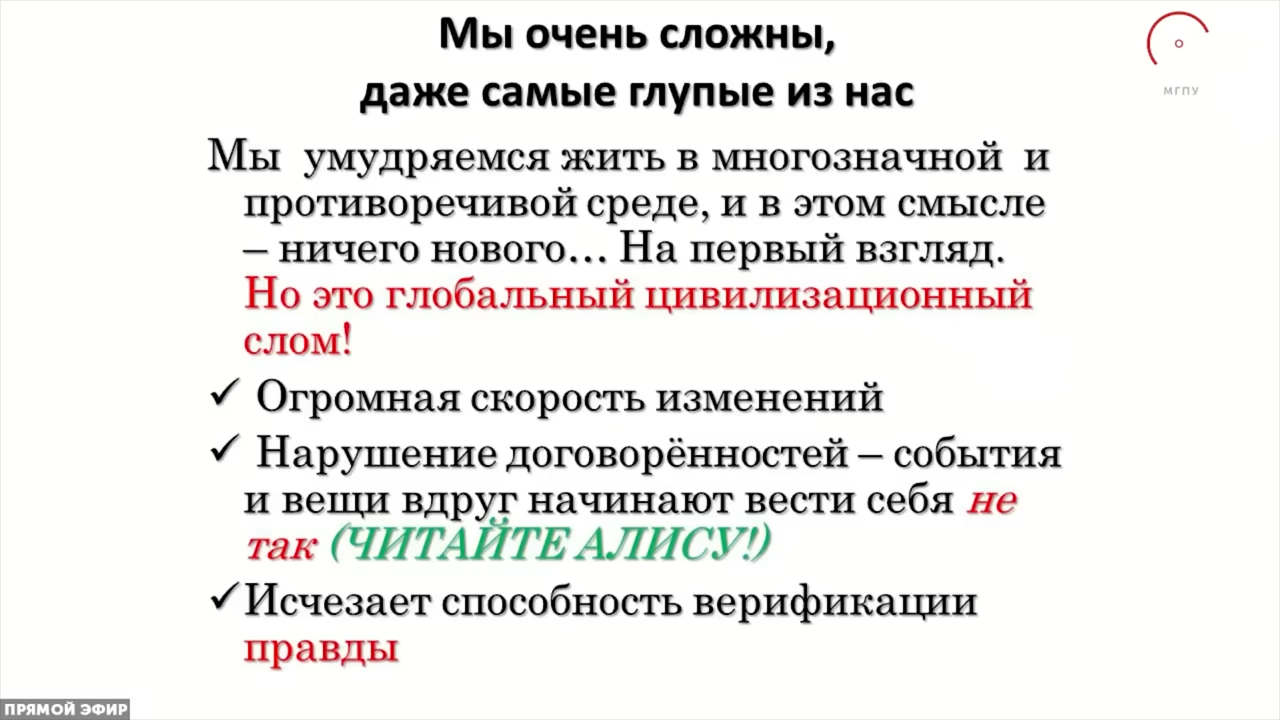 Мы очень сложны,
даже самые глупые из нас
МГПУ
Мы умудряемся жить в многозначной и
противоречивой среде, и в этом смысле
– ничего нового... На первый взгляд.
Но это глобальный цивилизационный
слом!
✓ Огромная скорость изменений
✓ Нарушение договорённостей – события
и вещи вдруг начинают вести себя не
так (ЧИТАЙТЕ АЛИСУ!)
✓ Исчезает способность верификации
правды
ПРЯМОЙ ЭФИР